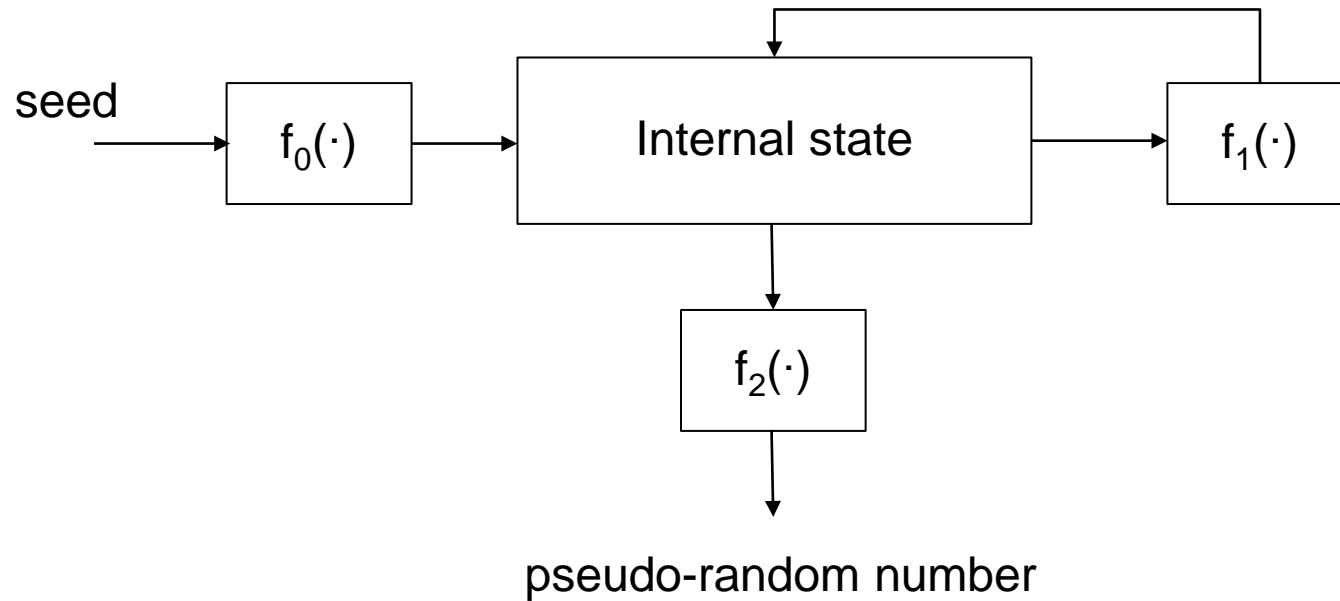 seed
f₀(·)
Internal state
f₁(·)
f₂(·)
pseudo-random number